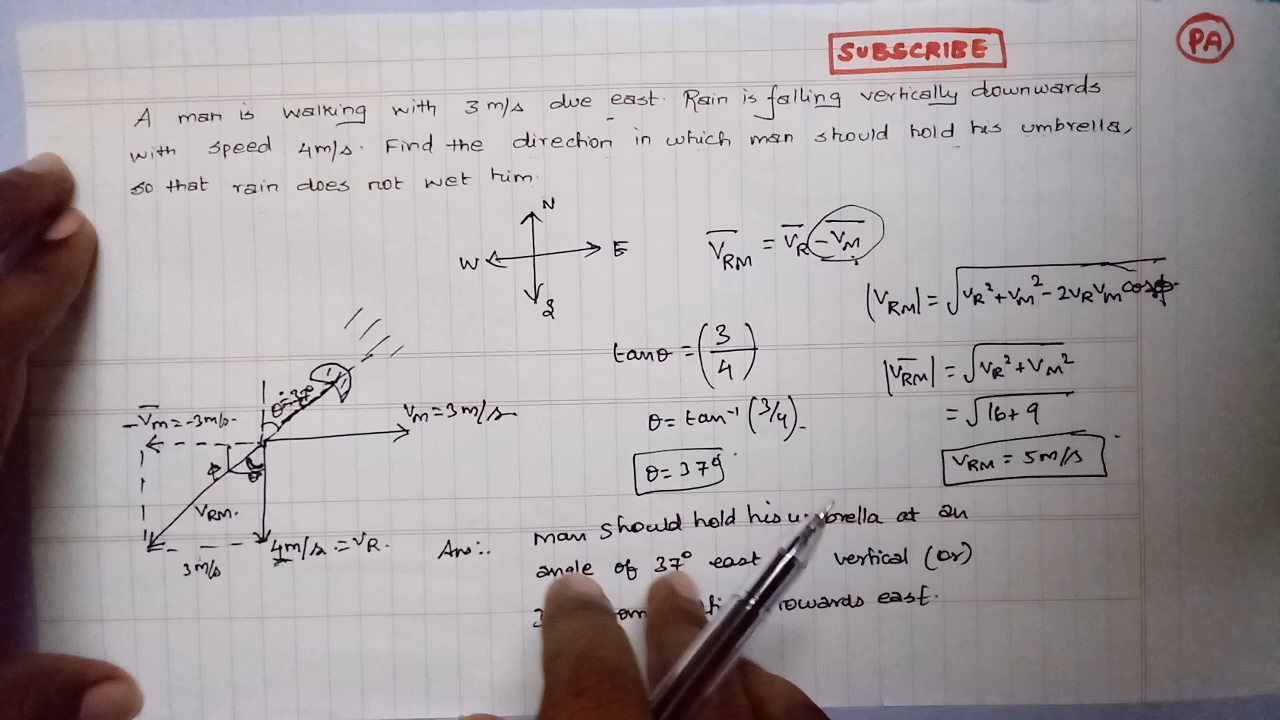 SUBSCRIBE
PA
A man is walking with 3 m/s due east. Rain is falling vertically downwards
with speed 4m/s. Find the direction in which man should hold his umbrella,
so that rain does not wet him.
N
W E
S
V̅RM = V̅R - V̅M
|VRM| = √VR² + VM² - 2VRVM cosϕ
tanθ = (3/4)
|V̅RM| = √VR² + VM²
θ = 37°
-V̅m = -3m/s.
Vm = 3m/s
θ = tan⁻¹ (3/4)
= √16+9
θ = 37°
VRM = 5m/s
θ
VRM.
4m/s = VR.
3m/s
Ans:.
man should hold his umbrella at an
angle of 37° east vertical (or)
towards east.